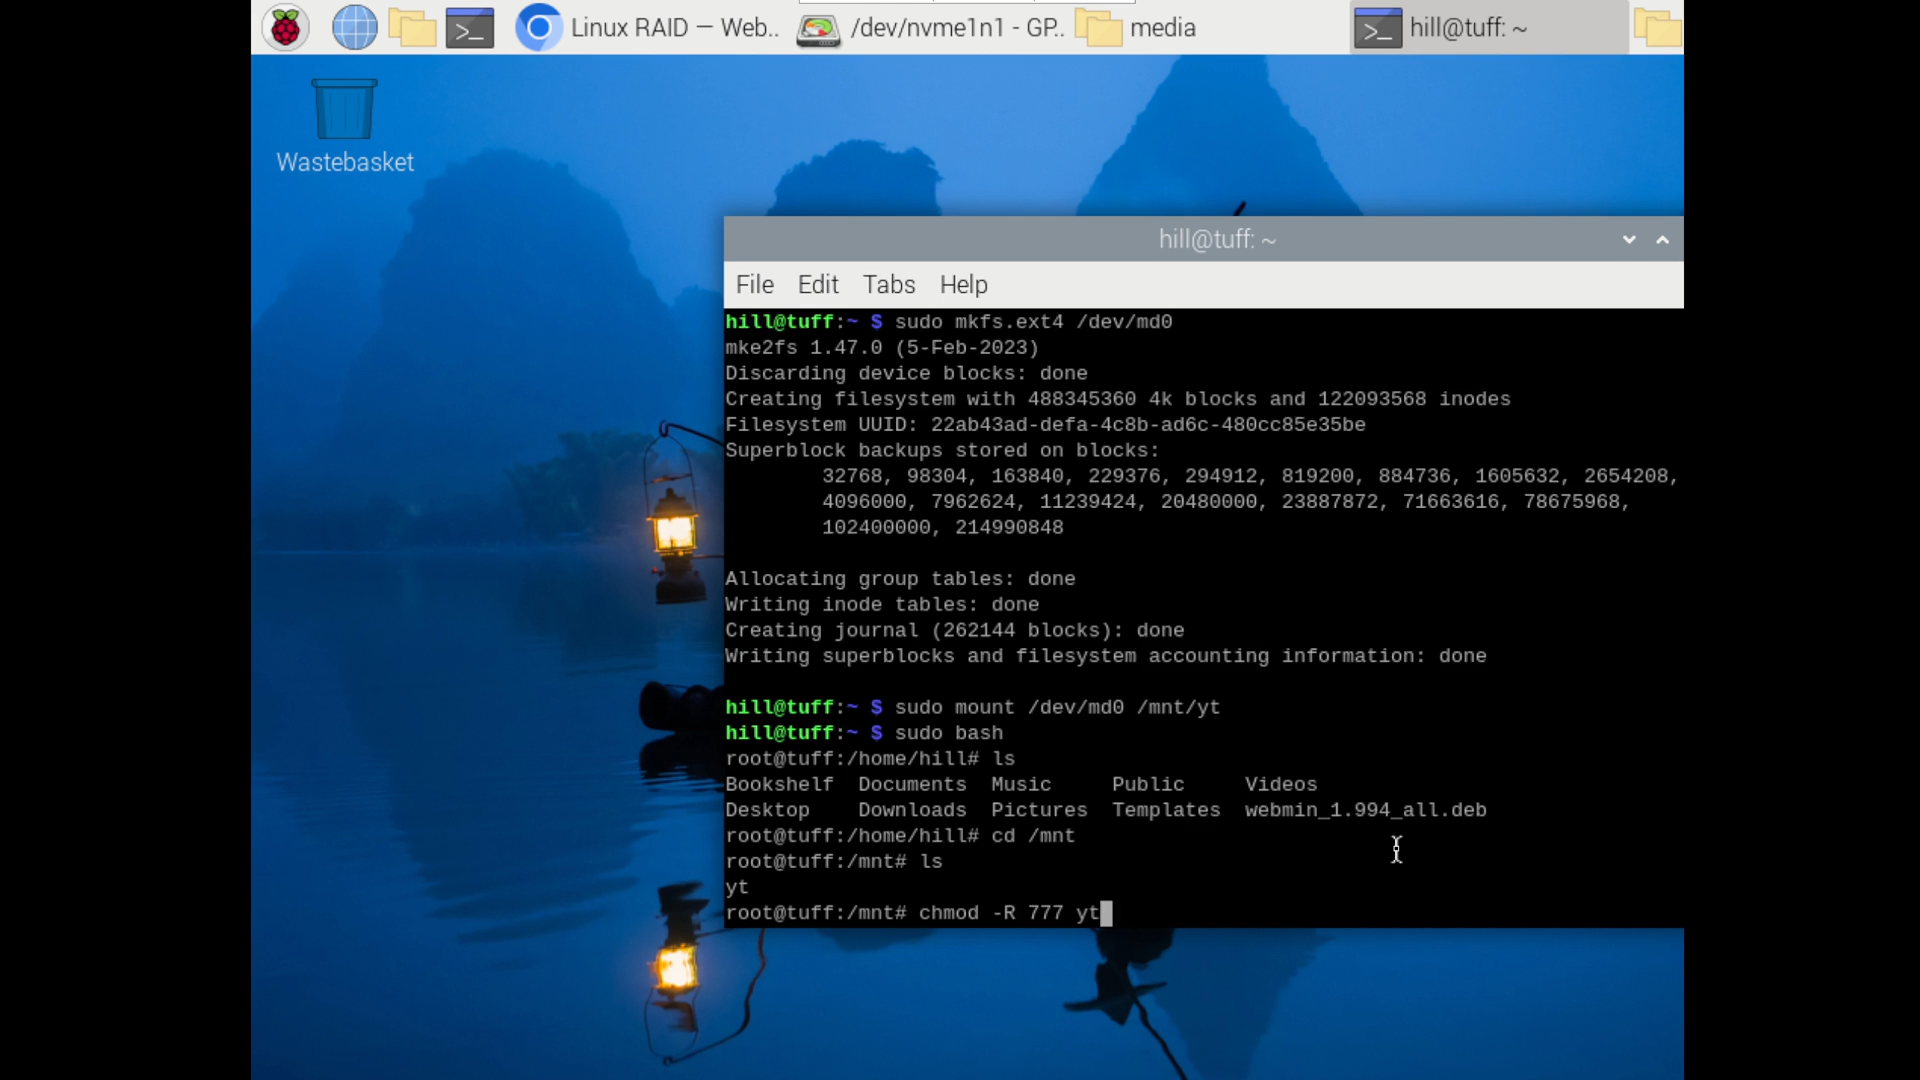 Linux RAID — Web..
/dev/nvme1n1 - GP..
media
hill@tuff: ~
Wastebasket
hill@tuff: ~
File Edit Tabs Help
hill@tuff:~ $ sudo mkfs.ext4 /dev/md0
mke2fs 1.47.0 (5-Feb-2023)
Discarding device blocks: done
Creating filesystem with 488345360 4k blocks and 122093568 inodes
Filesystem UUID: 22ab43ad-defa-4c8b-ad6c-480cc85e35be
Superblock backups stored on blocks:
32768, 98304, 163840, 229376, 294912, 819200, 884736, 1605632, 2654208,
4096000, 7962624, 11239424, 20480000, 23887872, 71663616, 78675968,
102400000, 214990848
Allocating group tables: done
Writing inode tables: done
Creating journal (262144 blocks): done
Writing superblocks and filesystem accounting information: done
hill@tuff:~ $ sudo mount /dev/md0 /mnt/yt
hill@tuff:~ $ sudo bash
root@tuff:/home/hill# ls
Bookshelf Documents Music Public Videos
Desktop Downloads Pictures Templates webmin_1.994_all.deb
root@tuff:/home/hill# cd /mnt
root@tuff:/mnt# ls
yt
root@tuff:/mnt# chmod -R 777 yt